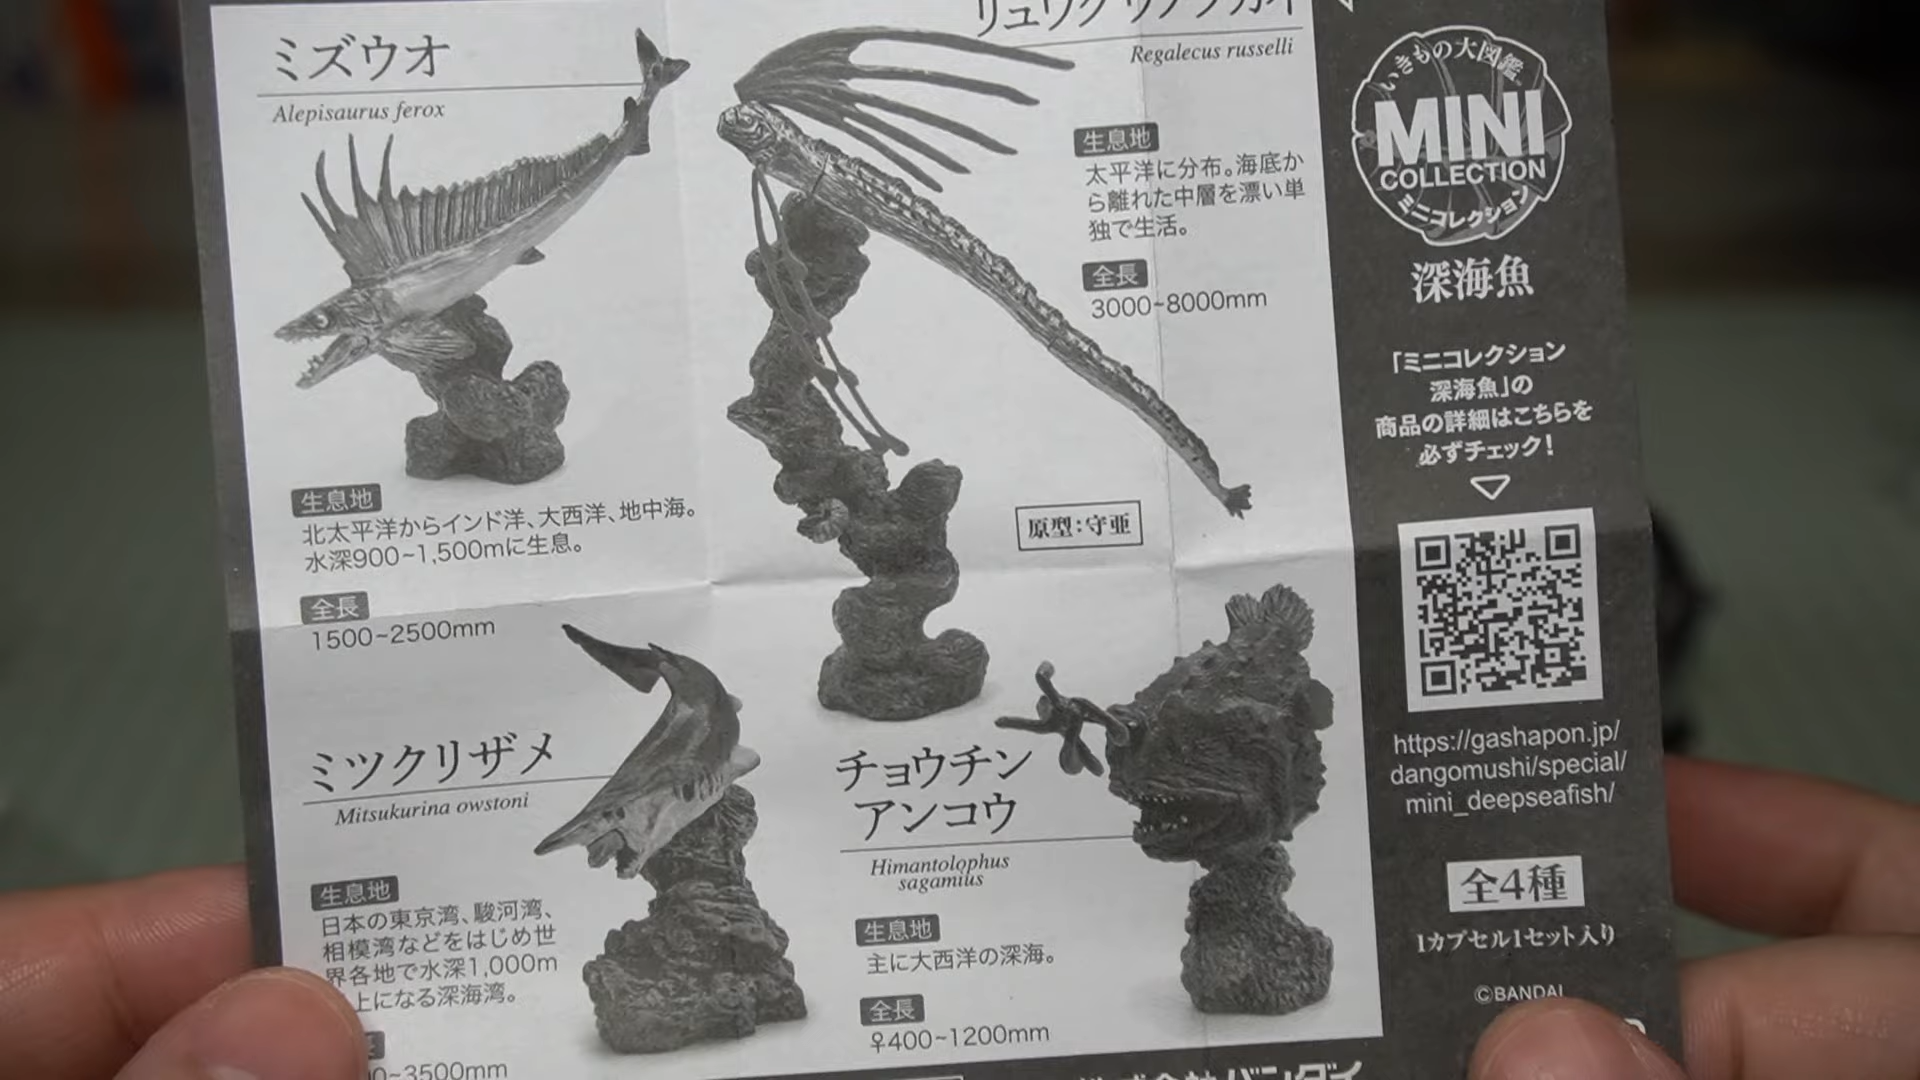 ミズウオ
Alepisaurus ferox
生息地
北太平洋からインド洋、大西洋、地中海。
水深900~1,500mに生息。
全長
1500~2500mm
Regalecus russelli
生息地
太平洋に分布。海底か
ら離れた中層を漂い単
独で生活。
全長
3000~8000mm
原型:守亜
ミツクリザメ
Mitsukurina owstoni
生息地
日本の東京湾、駿河湾、
相模湾などをはじめ世
界各地で水深1,000m
上になる深海湾。
~3500mm
チョウチン
アンコウ
Himantolophus
sagamius
生息地
主に大西洋の深海。
全長
♀400~1200mm
いきもの大図鑑
MINI
COLLECTION
ミニコレクション
深海魚
「ミニコレクション
深海魚」の
商品の詳細はこちらを
必ずチェック!
https://gashapon.jp/
dangomushi/special/
mini_deepseafish/
全4種
1カプセル1セット入り
©BANDAI